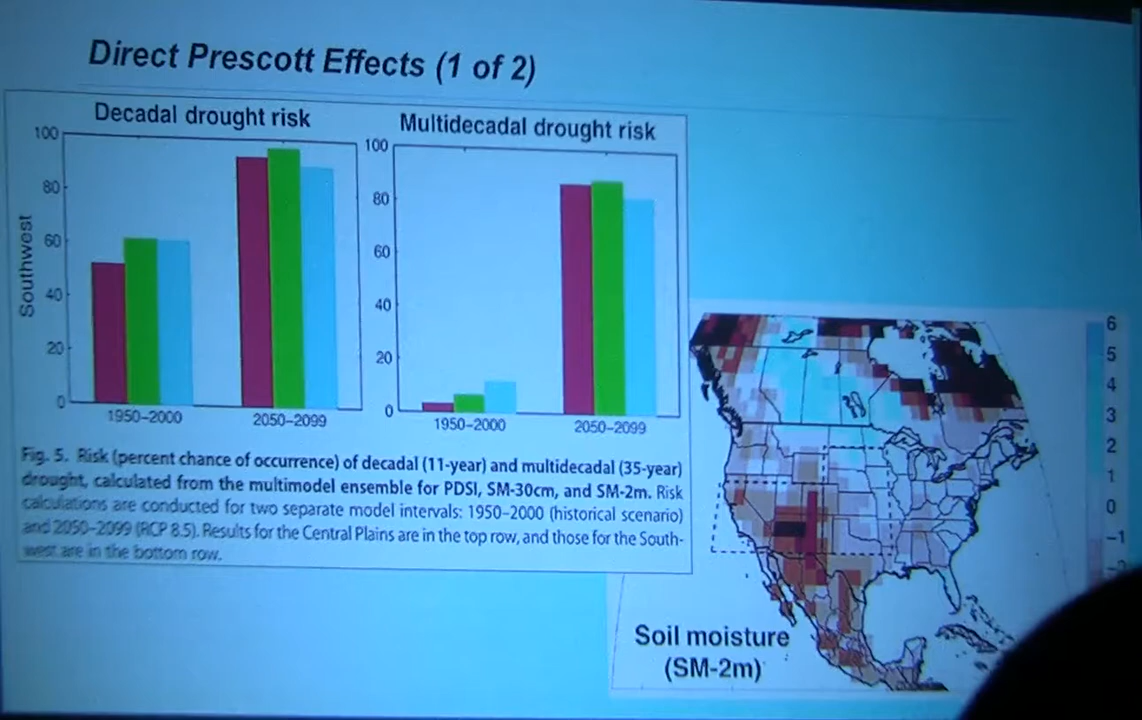 Direct Prescott Effects (1 of 2)
Decadal drought risk
Multidecadal drought risk
Southwest
100
80
60
40
20
0
1950–2000
2050–2099
100
80
60
40
20
0
1950–2000
2050–2099
Fig. 5. Risk (percent chance of occurrence) of decadal (11-year) and multidecadal (35-year)
drought, calculated from the multimodel ensemble for PDSI, SM-30cm, and SM-2m. Risk
calculations are conducted for two separate model intervals: 1950–2000 (historical scenario)
and 2050–2099 (RCP 8.5). Results for the Central Plains are in the top row, and those for the South-
west are in the bottom row.
6
5
4
3
2
1
0
−1
−2
Soil moisture
(SM-2m)